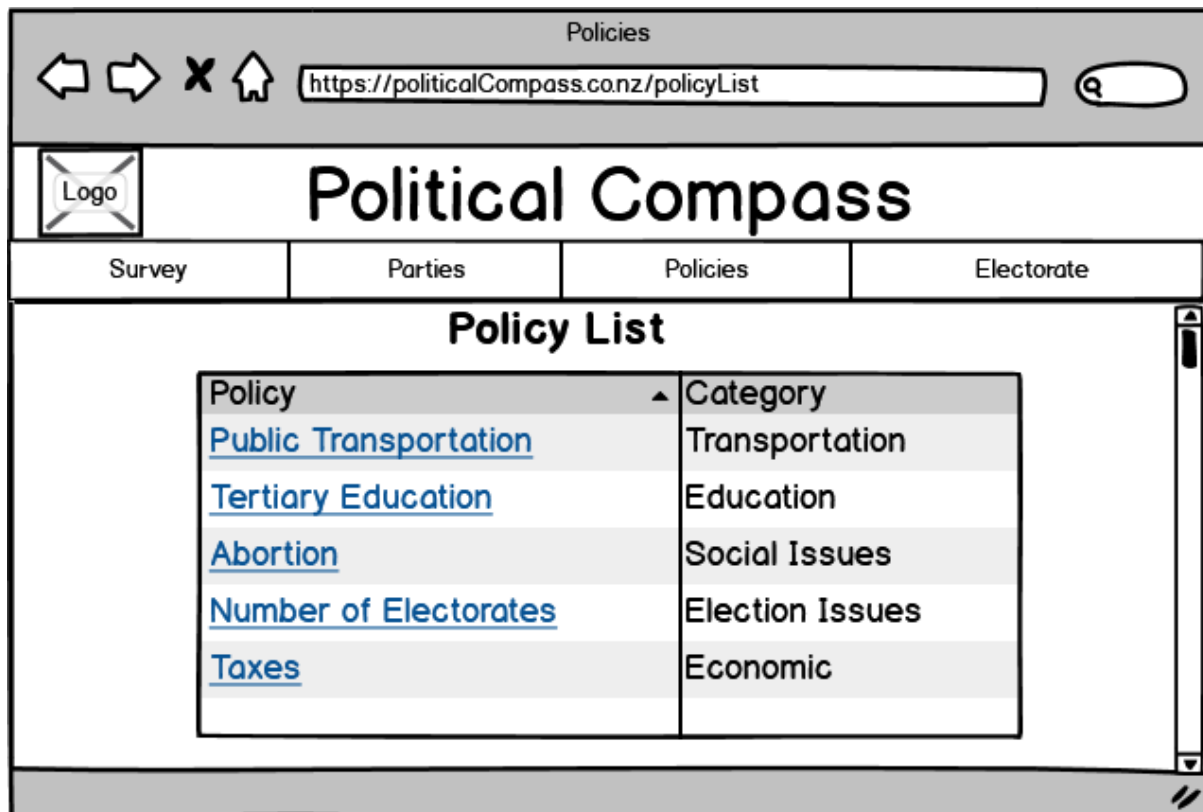 Policies
https://politicalCompass.co.nz/policyList
Logo
Political Compass
Survey Parties Policies Electorate
Policy List
Policy Category
Public Transportation Transportation
Tertiary Education Education
Abortion Social Issues
Number of Electorates Election Issues
Taxes Economic